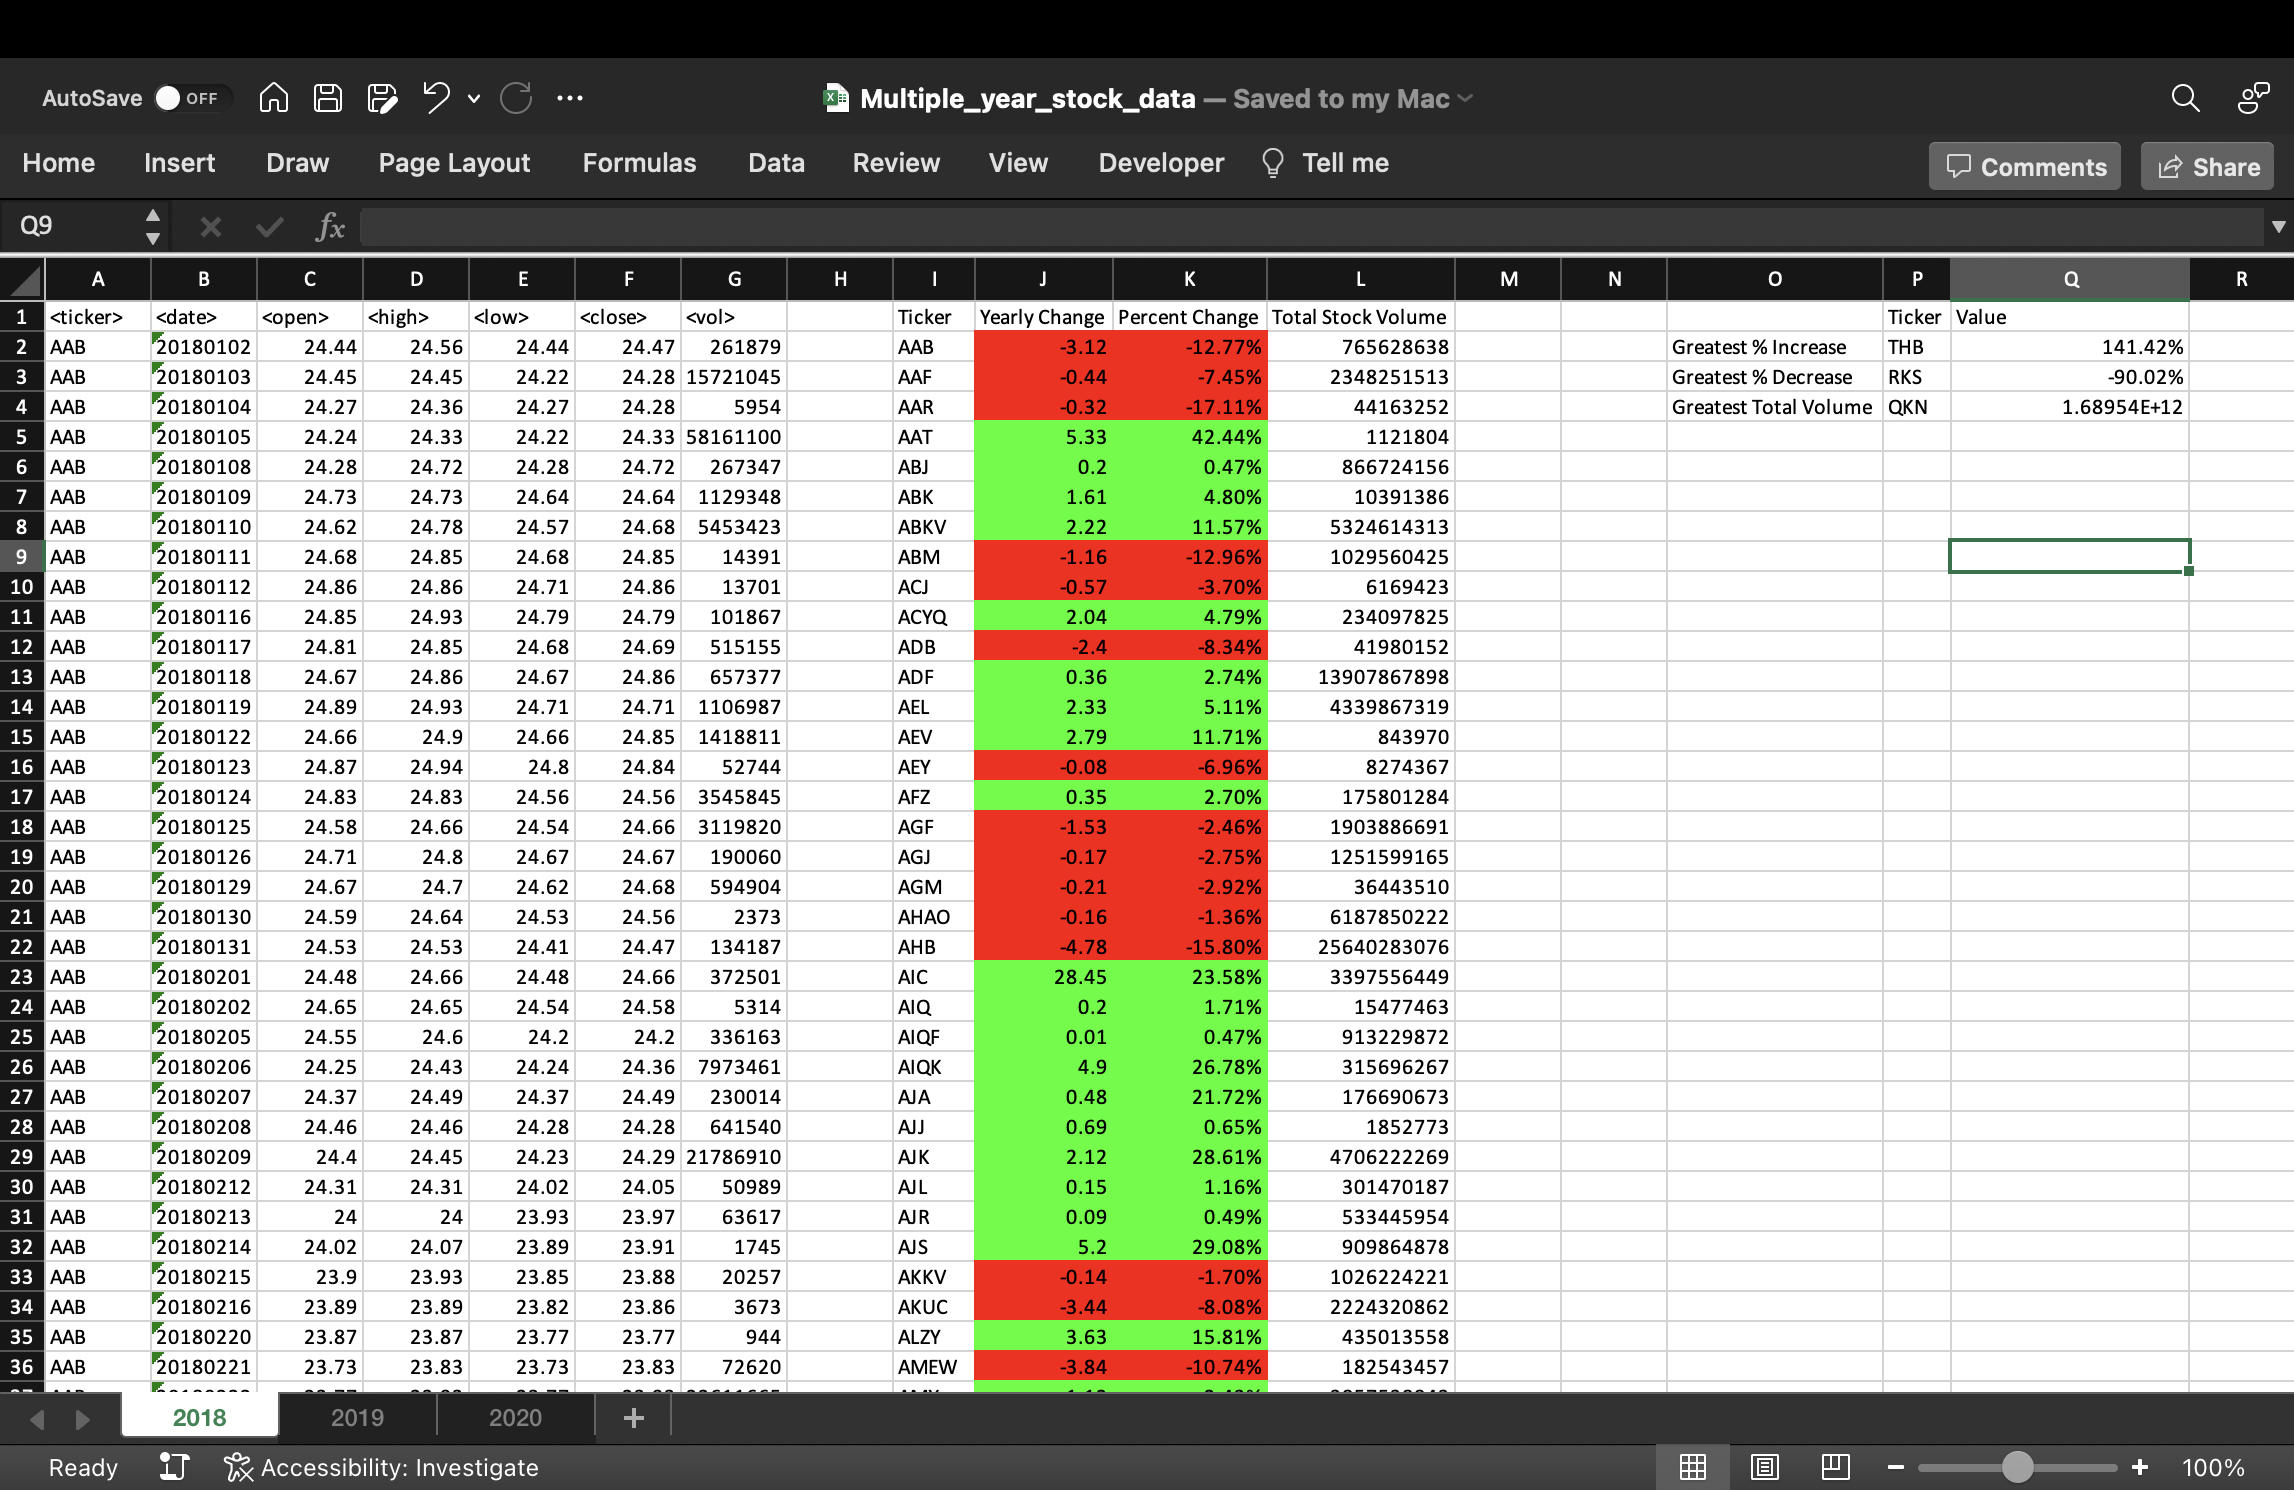 AutoSave OFF Multiple_year_stock_data — Saved to my Mac
Home Insert Draw Page Layout Formulas Data Review View Developer Tell me Comments Share
Q9 fx
A B C D E F G H I J K L M N O P Q R
1 <ticker> <date> <open> <high> <low> <close> <vol> Ticker Yearly Change Percent Change Total Stock Volume Ticker Value
2 AAB 20180102 24.44 24.56 24.44 24.47 261879 AAB -3.12 -12.77% 765628638 Greatest % Increase THB 141.42%
3 AAB 20180103 24.45 24.45 24.22 24.28 15721045 AAF -0.44 -7.45% 2348251513 Greatest % Decrease RKS -90.02%
4 AAB 20180104 24.27 24.36 24.27 24.28 5954 AAR -0.32 -17.11% 44163252 Greatest Total Volume QKN 1.68954E+12
5 AAB 20180105 24.24 24.33 24.22 24.33 58161100 AAT 5.33 42.44% 1121804
6 AAB 20180108 24.28 24.72 24.28 24.72 267347 ABJ 0.2 0.47% 866724156
7 AAB 20180109 24.73 24.73 24.64 24.64 1129348 ABK 1.61 4.80% 10391386
8 AAB 20180110 24.62 24.78 24.57 24.68 5453423 ABKV 2.22 11.57% 5324614313
9 AAB 20180111 24.68 24.85 24.68 24.85 14391 ABM -1.16 -12.96% 1029560425
10 AAB 20180112 24.86 24.86 24.71 24.86 13701 ACJ -0.57 -3.70% 6169423
11 AAB 20180116 24.85 24.93 24.79 24.79 101867 ACYQ 2.04 4.79% 234097825
12 AAB 20180117 24.81 24.85 24.68 24.69 515155 ADB -2.4 -8.34% 41980152
13 AAB 20180118 24.67 24.86 24.67 24.86 657377 ADF 0.36 2.74% 13907867898
14 AAB 20180119 24.89 24.93 24.71 24.71 1106987 AEL 2.33 5.11% 4339867319
15 AAB 20180122 24.66 24.9 24.66 24.85 1418811 AEV 2.79 11.71% 843970
16 AAB 20180123 24.87 24.94 24.8 24.84 52744 AEY -0.08 -6.96% 8274367
17 AAB 20180124 24.83 24.83 24.56 24.56 3545845 AFZ 0.35 2.70% 175801284
18 AAB 20180125 24.58 24.66 24.54 24.66 3119820 AGF -1.53 -2.46% 1903886691
19 AAB 20180126 24.71 24.8 24.67 24.67 190060 AGJ -0.17 -2.75% 1251599165
20 AAB 20180129 24.67 24.7 24.62 24.68 594904 AGM -0.21 -2.92% 36443510
21 AAB 20180130 24.59 24.64 24.53 24.56 2373 AHAO -0.16 -1.36% 6187850222
22 AAB 20180131 24.53 24.53 24.41 24.47 134187 AHB -4.78 -15.80% 25640283076
23 AAB 20180201 24.48 24.66 24.48 24.66 372501 AIC 28.45 23.58% 3397556449
24 AAB 20180202 24.65 24.65 24.54 24.58 5314 AIQ 0.2 1.71% 15477463
25 AAB 20180205 24.55 24.6 24.2 24.2 336163 AIQF 0.01 0.47% 913229872
26 AAB 20180206 24.25 24.43 24.24 24.36 7973461 AIQK 4.9 26.78% 315696267
27 AAB 20180207 24.37 24.49 24.37 24.49 230014 AJA 0.48 21.72% 176690673
28 AAB 20180208 24.46 24.46 24.28 24.28 641540 AJJ 0.69 0.65% 1852773
29 AAB 20180209 24.4 24.45 24.23 24.29 21786910 AJK 2.12 28.61% 4706222269
30 AAB 20180212 24.31 24.31 24.02 24.05 50989 AJL 0.15 1.16% 301470187
31 AAB 20180213 24 24 23.93 23.97 63617 AJR 0.09 0.49% 533445954
32 AAB 20180214 24.02 24.07 23.89 23.91 1745 AJS 5.2 29.08% 909864878
33 AAB 20180215 23.9 23.93 23.85 23.88 20257 AKKV -0.14 -1.70% 1026224221
34 AAB 20180216 23.89 23.89 23.82 23.86 3673 AKUC -3.44 -8.08% 2224320862
35 AAB 20180220 23.87 23.87 23.77 23.77 944 ALZY 3.63 15.81% 435013558
36 AAB 20180221 23.73 23.83 23.73 23.83 72620 AMEW -3.84 -10.74% 182543457
2018 2019 2020 +
Ready Accessibility: Investigate − + 100%